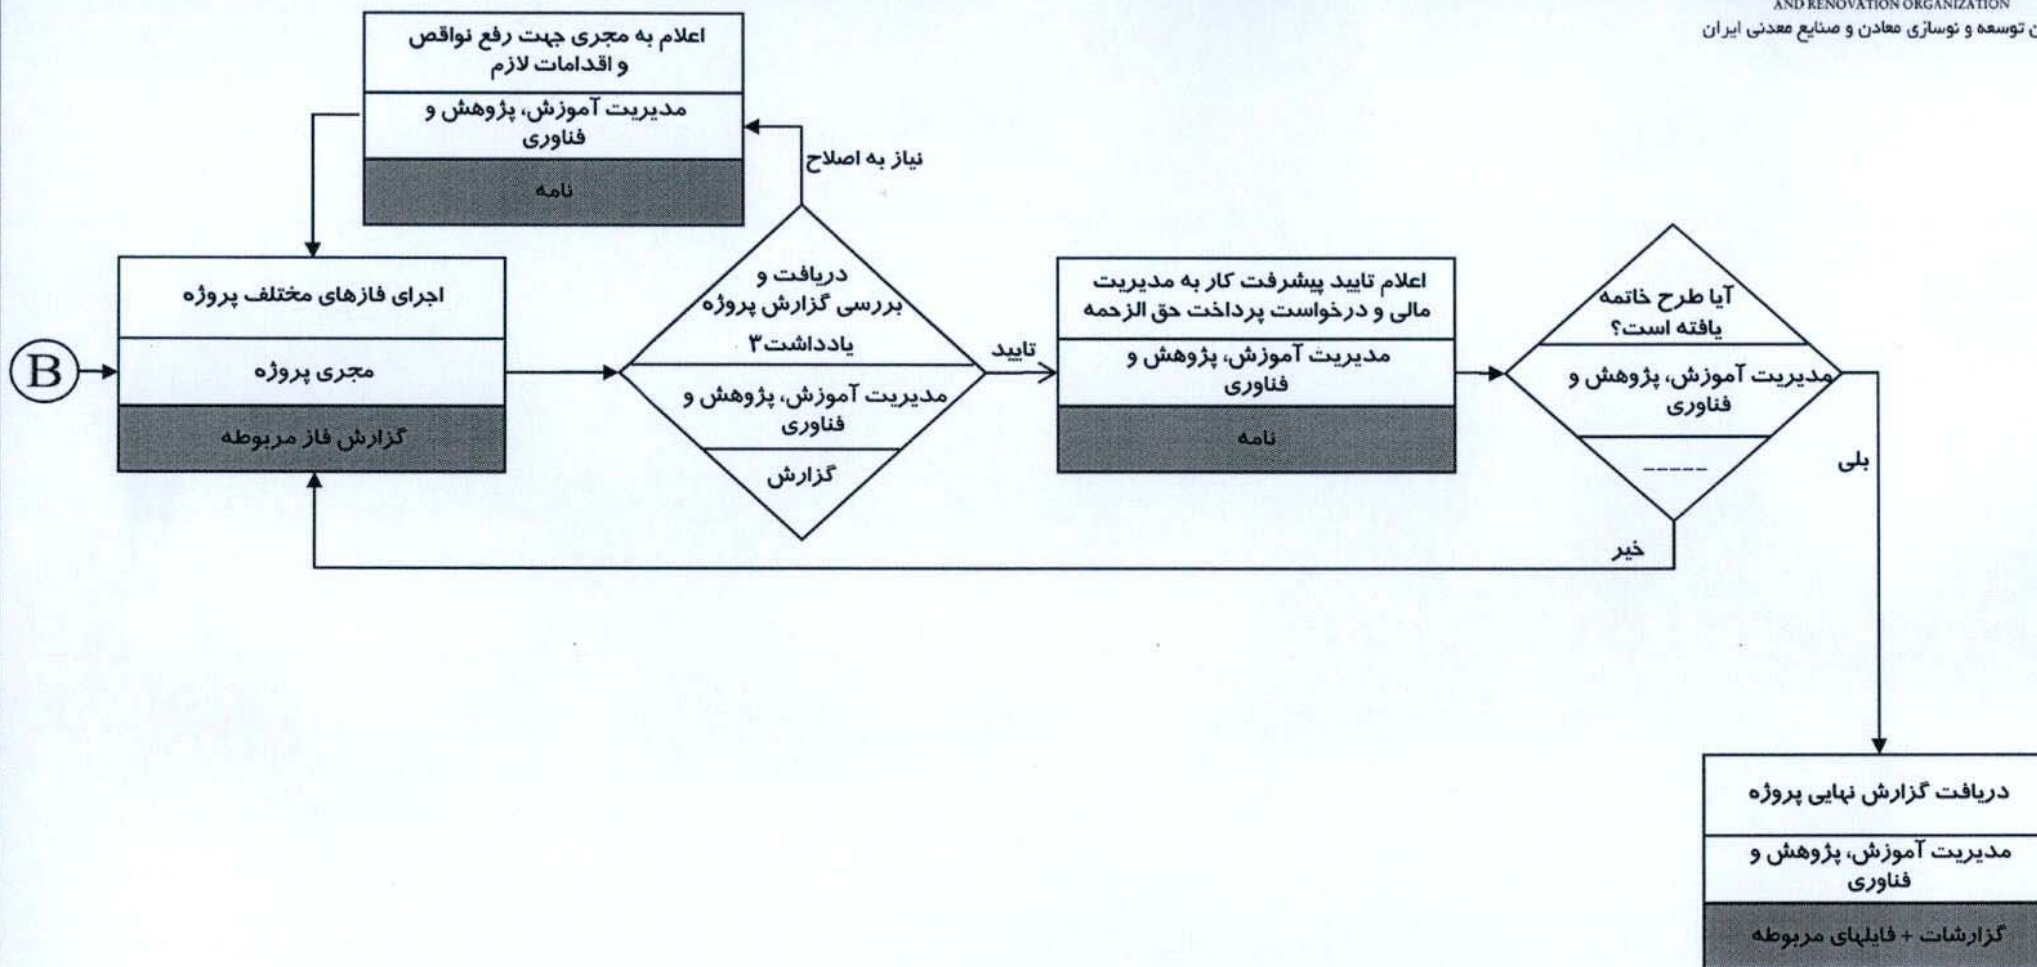 AND RENOVATION ORGANIZATION
توسعه و نوسازی معادن و صنایع معدنی ایران
اعلام به مجری جهت رفع نواقص
و اقدامات لازم
مدیریت آموزش، پژوهش و
فناوری
نامه
نیاز به اصلاح
B
اجرای فازهای مختلف پروژه
مجری پروژه
گزارش فاز مربوطه
دریافت و
بررسی گزارش پروژه
یادداشت۳
مدیریت آموزش، پژوهش و
فناوری
گزارش
تایید
اعلام تایید پیشرفت کار به مدیریت
مالی و درخواست پرداخت حق الزحمه
مدیریت آموزش، پژوهش و
فناوری
نامه
آیا طرح خاتمه
یافته است؟
مدیریت آموزش، پژوهش و
فناوری
-----
بلی
خیر
دریافت گزارش نهایی پروژه
مدیریت آموزش، پژوهش و
فناوری
گزارشات + فایلهای مربوطه